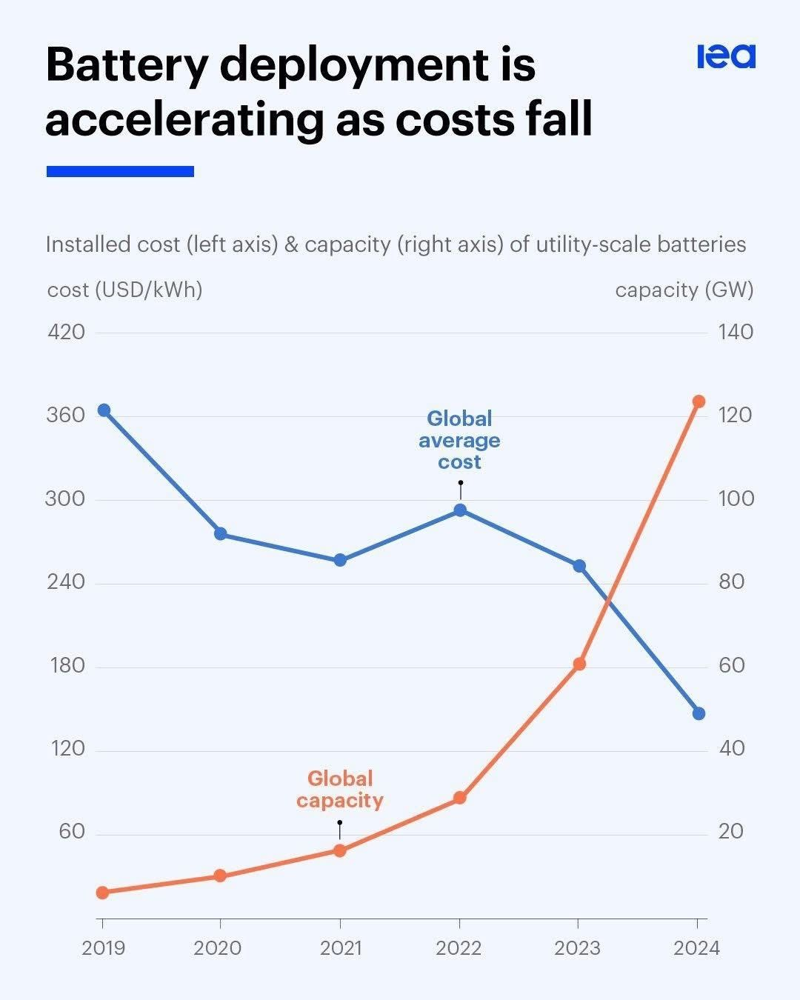 Battery deployment is
accelerating as costs fall
iea
Installed cost (left axis) & capacity (right axis) of utility-scale batteries
cost (USD/kWh)
capacity (GW)
420
140
360
120
Global
average
cost
300
100
240
80
180
60
120
40
Global
capacity
60
20
2019
2020
2021
2022
2023
2024